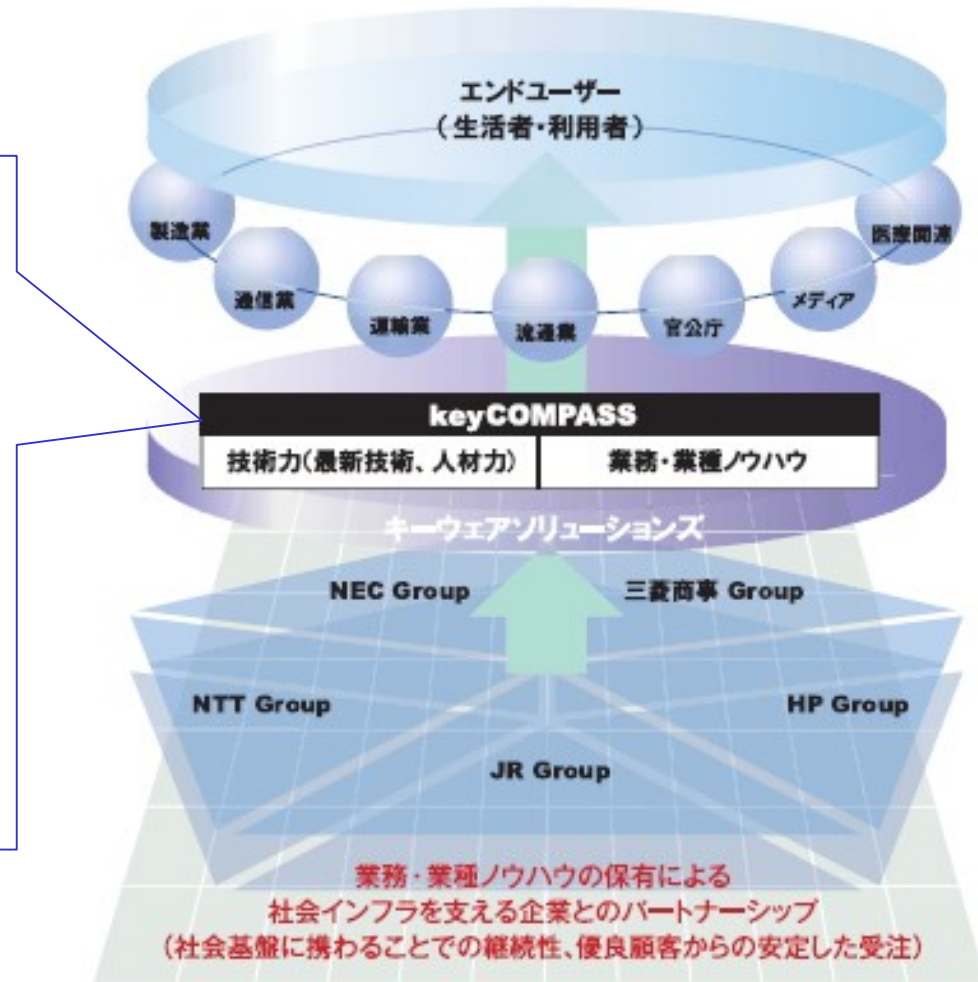 エンドユーザー
(生活者・利用者)
製造業
医療関連
通信業
メディア
運輸業
流通業
官公庁
keyCOMPASS
技術力(最新技術、人材力)
業務・業種ノウハウ
キーウェアソリューションズ
NEC Group
三菱商事 Group
NTT Group
HP Group
JR Group
業務・業種ノウハウの保有による
社会インフラを支える企業とのパートナーシップ
(社会基盤に携わることでの継続性、優良顧客からの安定した受注)